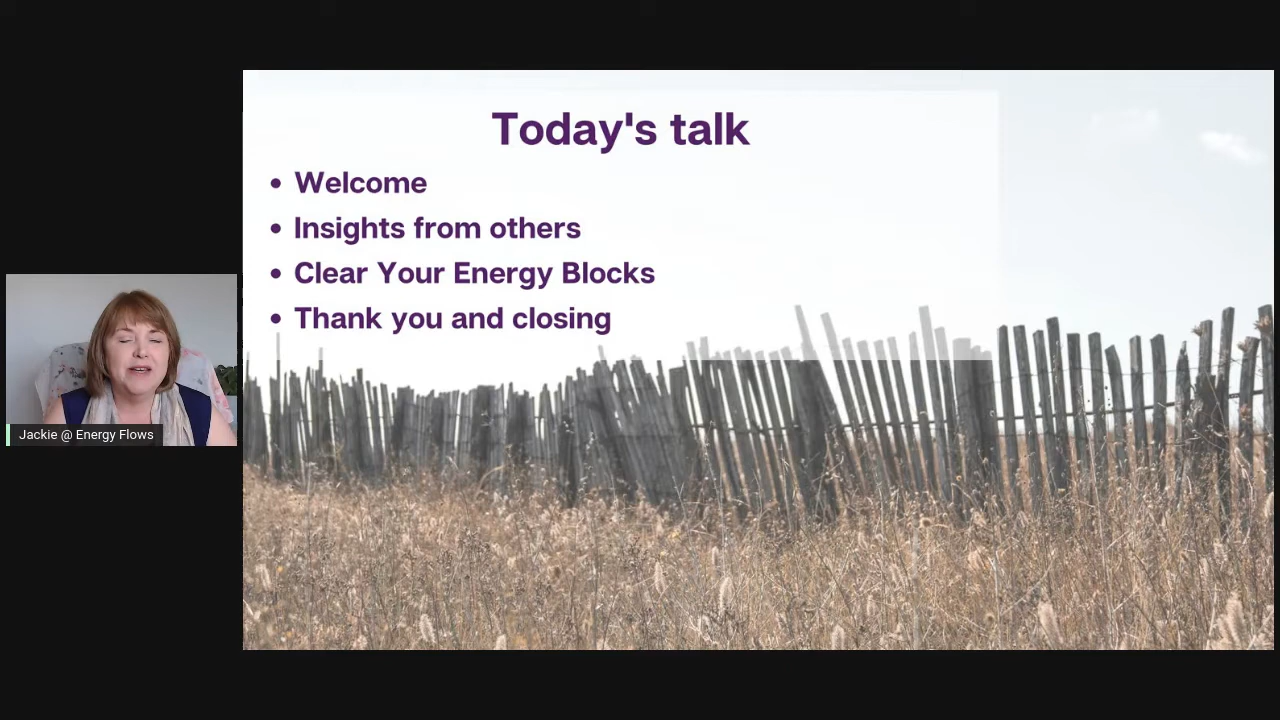 Today's talk
• Welcome
• Insights from others
• Clear Your Energy Blocks
• Thank you and closing
Jackie @ Energy Flows